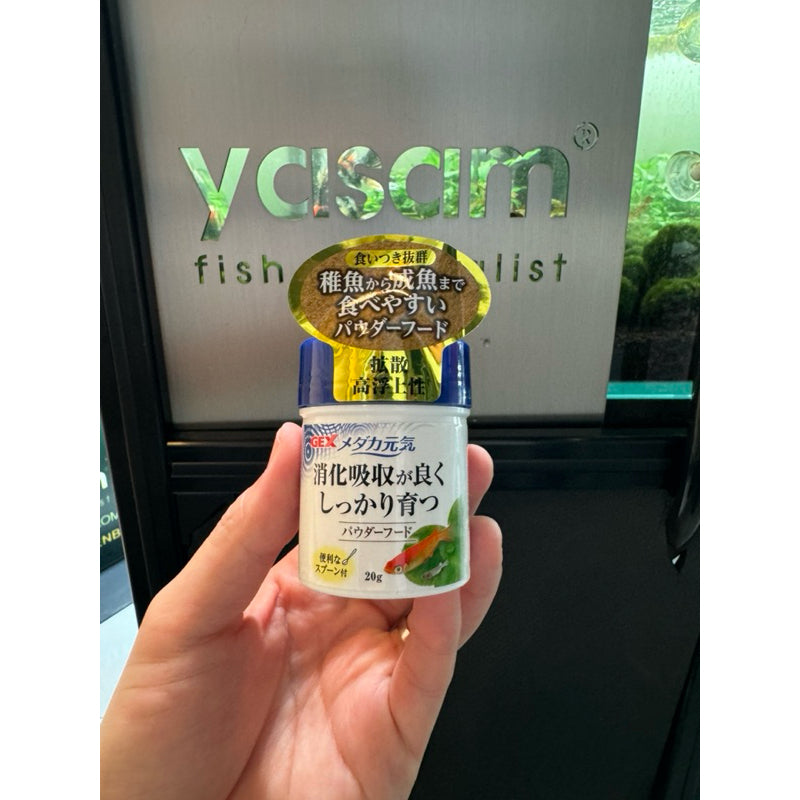 yasam®
fish
alist
食いつき抜群
稚魚から成魚まで
食べやすい
パウダーフード
拡散
高浮上性
GEX メダカ元気
消化吸収が良く
しっかり育つ
パウダーフード
便利な
スプーン付
20g